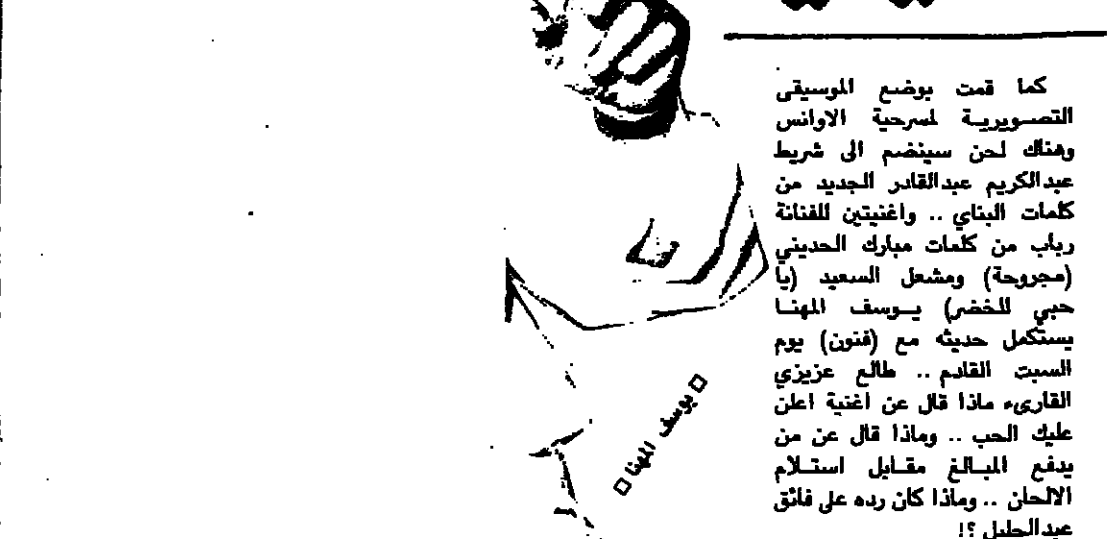 كما قمت بوضع الموسيقى
التصويرية لمسرحية الاوانس
وهناك لحن سينضم الى شريط
عبدالكريم عبدالقادر الجديد من
كلمات البناي .. واغنيتين للفنانة
رباب من كلمات مبارك الحديني
(مجروحة) ومشعل السعيد (يا
حبي للخضر) يوسف المهنا
يستكمل حديثه مع (فنون) يوم
السبت القادم .. طالع عزيزي
القارىء ماذا قال عن اغنية اعلن
عليك الحب .. وماذا قال عن من
يدفع المبالغ مقابل استلام
الالحان .. وماذا كان رده على فائق
عبدالجليل ؟!
□ يوسف المهنا □